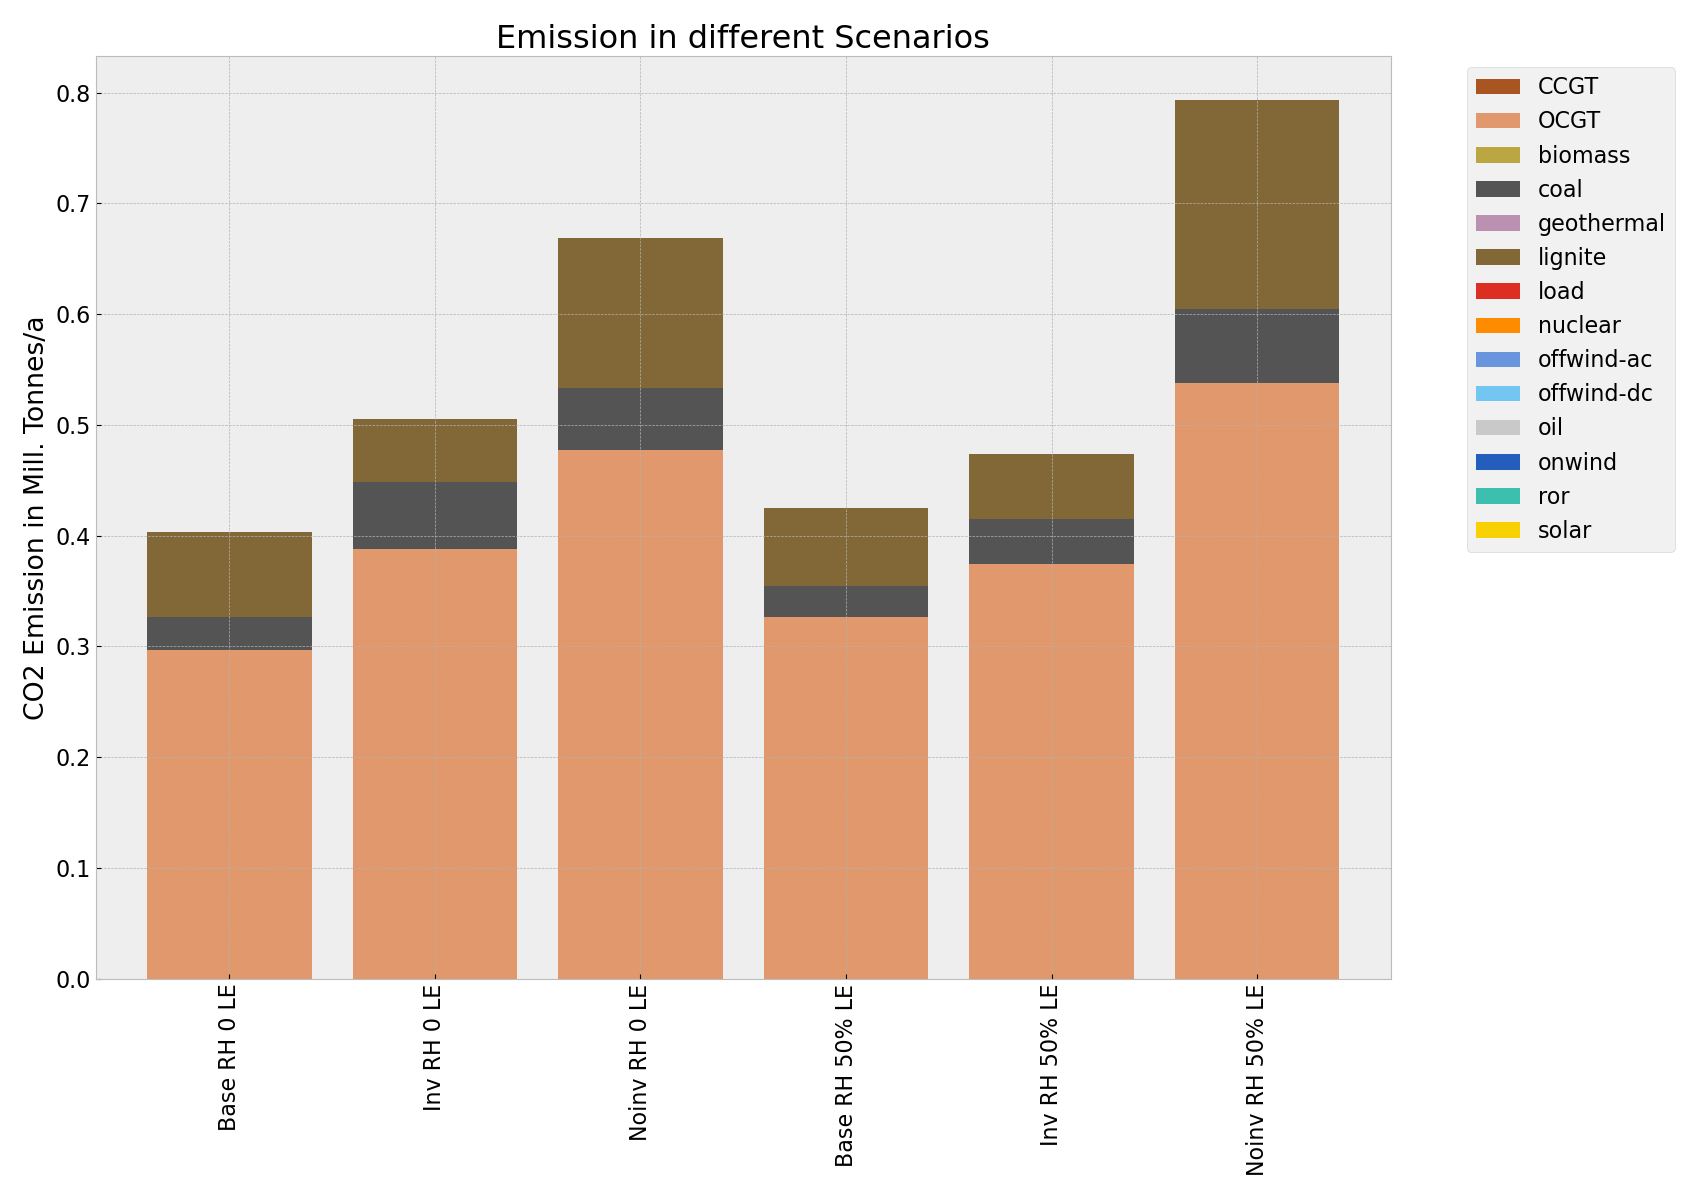 Emission in different Scenarios
CO2 Emission in Mill. Tonnes/a
0.8
0.7
0.6
0.5
0.4
0.3
0.2
0.1
0.0
Base RH 0 LE
Inv RH 0 LE
Noinv RH 0 LE
Base RH 50% LE
Inv RH 50% LE
Noinv RH 50% LE
CCGT
OCGT
biomass
coal
geothermal
lignite
load
nuclear
offwind-ac
offwind-dc
oil
onwind
ror
solar